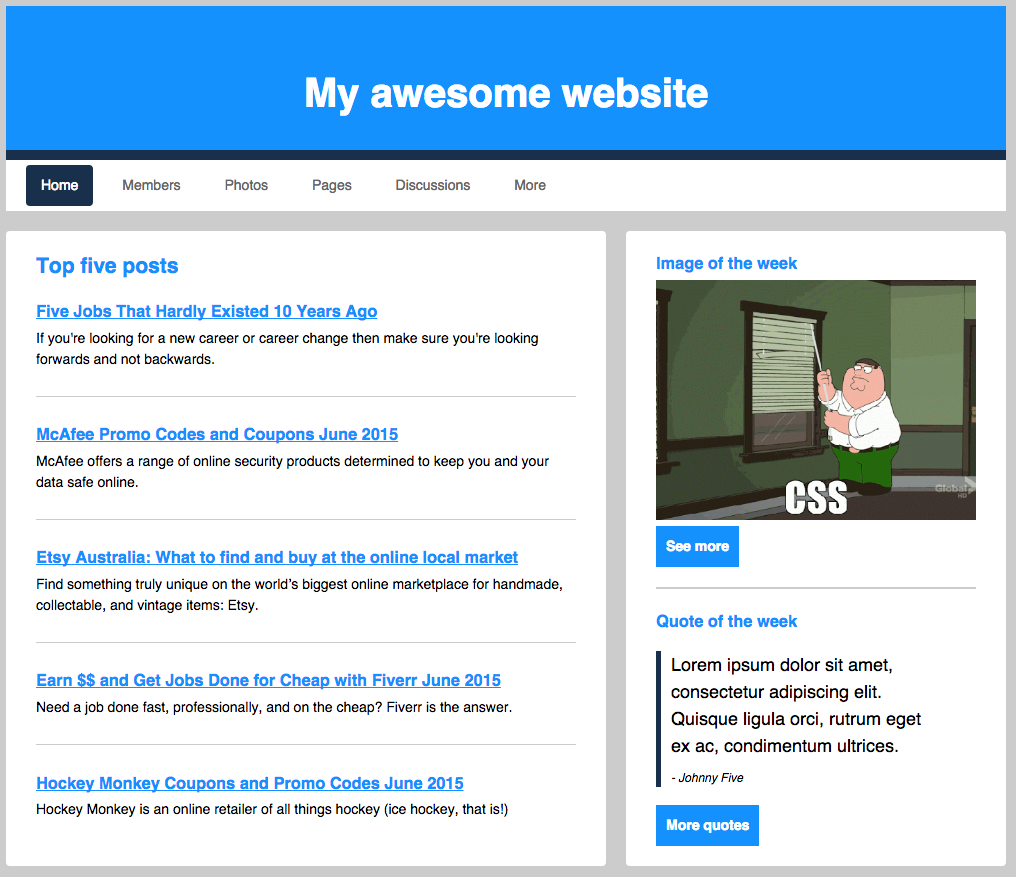 My awesome website
Home Members Photos Pages Discussions More
Top five posts
Five Jobs That Hardly Existed 10 Years Ago
If you're looking for a new career or career change then make sure you're looking
forwards and not backwards.
McAfee Promo Codes and Coupons June 2015
McAfee offers a range of online security products determined to keep you and your
data safe online.
Etsy Australia: What to find and buy at the online local market
Find something truly unique on the world’s biggest online marketplace for handmade,
collectable, and vintage items: Etsy.
Earn $$ and Get Jobs Done for Cheap with Fiverr June 2015
Need a job done fast, professionally, and on the cheap? Fiverr is the answer.
Hockey Monkey Coupons and Promo Codes June 2015
Hockey Monkey is an online retailer of all things hockey (ice hockey, that is!)
Image of the week
CSS
Global
HD
See more
Quote of the week
Lorem ipsum dolor sit amet,
consectetur adipiscing elit.
Quisque ligula orci, rutrum eget
ex ac, condimentum ultrices.
- Johnny Five
More quotes